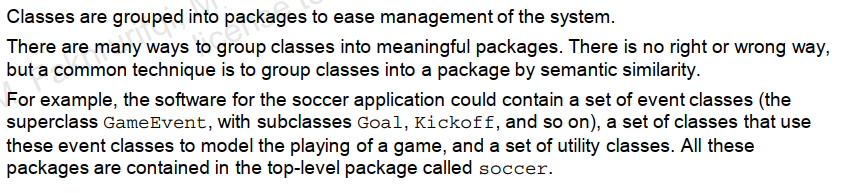 Classes are grouped into packages to ease management of the system.
There are many ways to group classes into meaningful packages. There is no right or wrong way,
but a common technique is to group classes into a package by semantic similarity.
For example, the software for the soccer application could contain a set of event classes (the
superclass GameEvent, with subclasses Goal, Kickoff, and so on), a set of classes that use
these event classes to model the playing of a game, and a set of utility classes. All these
packages are contained in the top-level package called soccer.